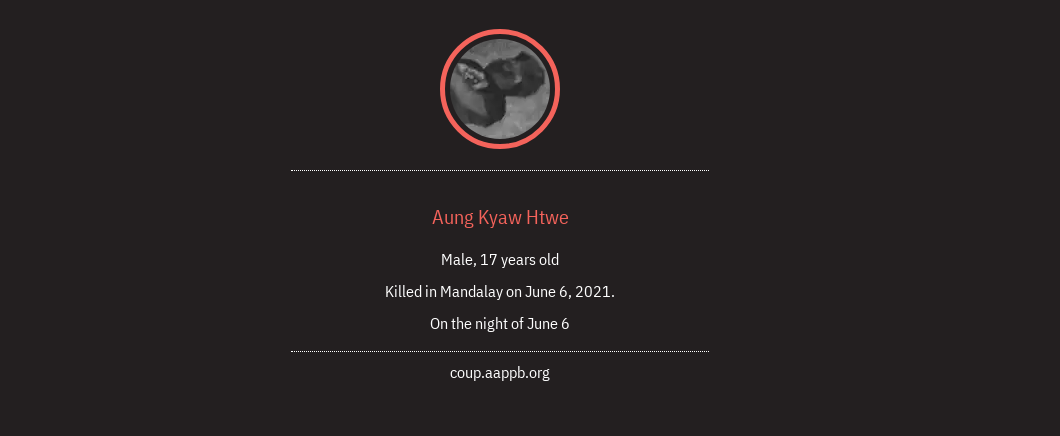 Aung Kyaw Htwe
Male, 17 years old
Killed in Mandalay on June 6, 2021.
On the night of June 6
coup.aappb.org